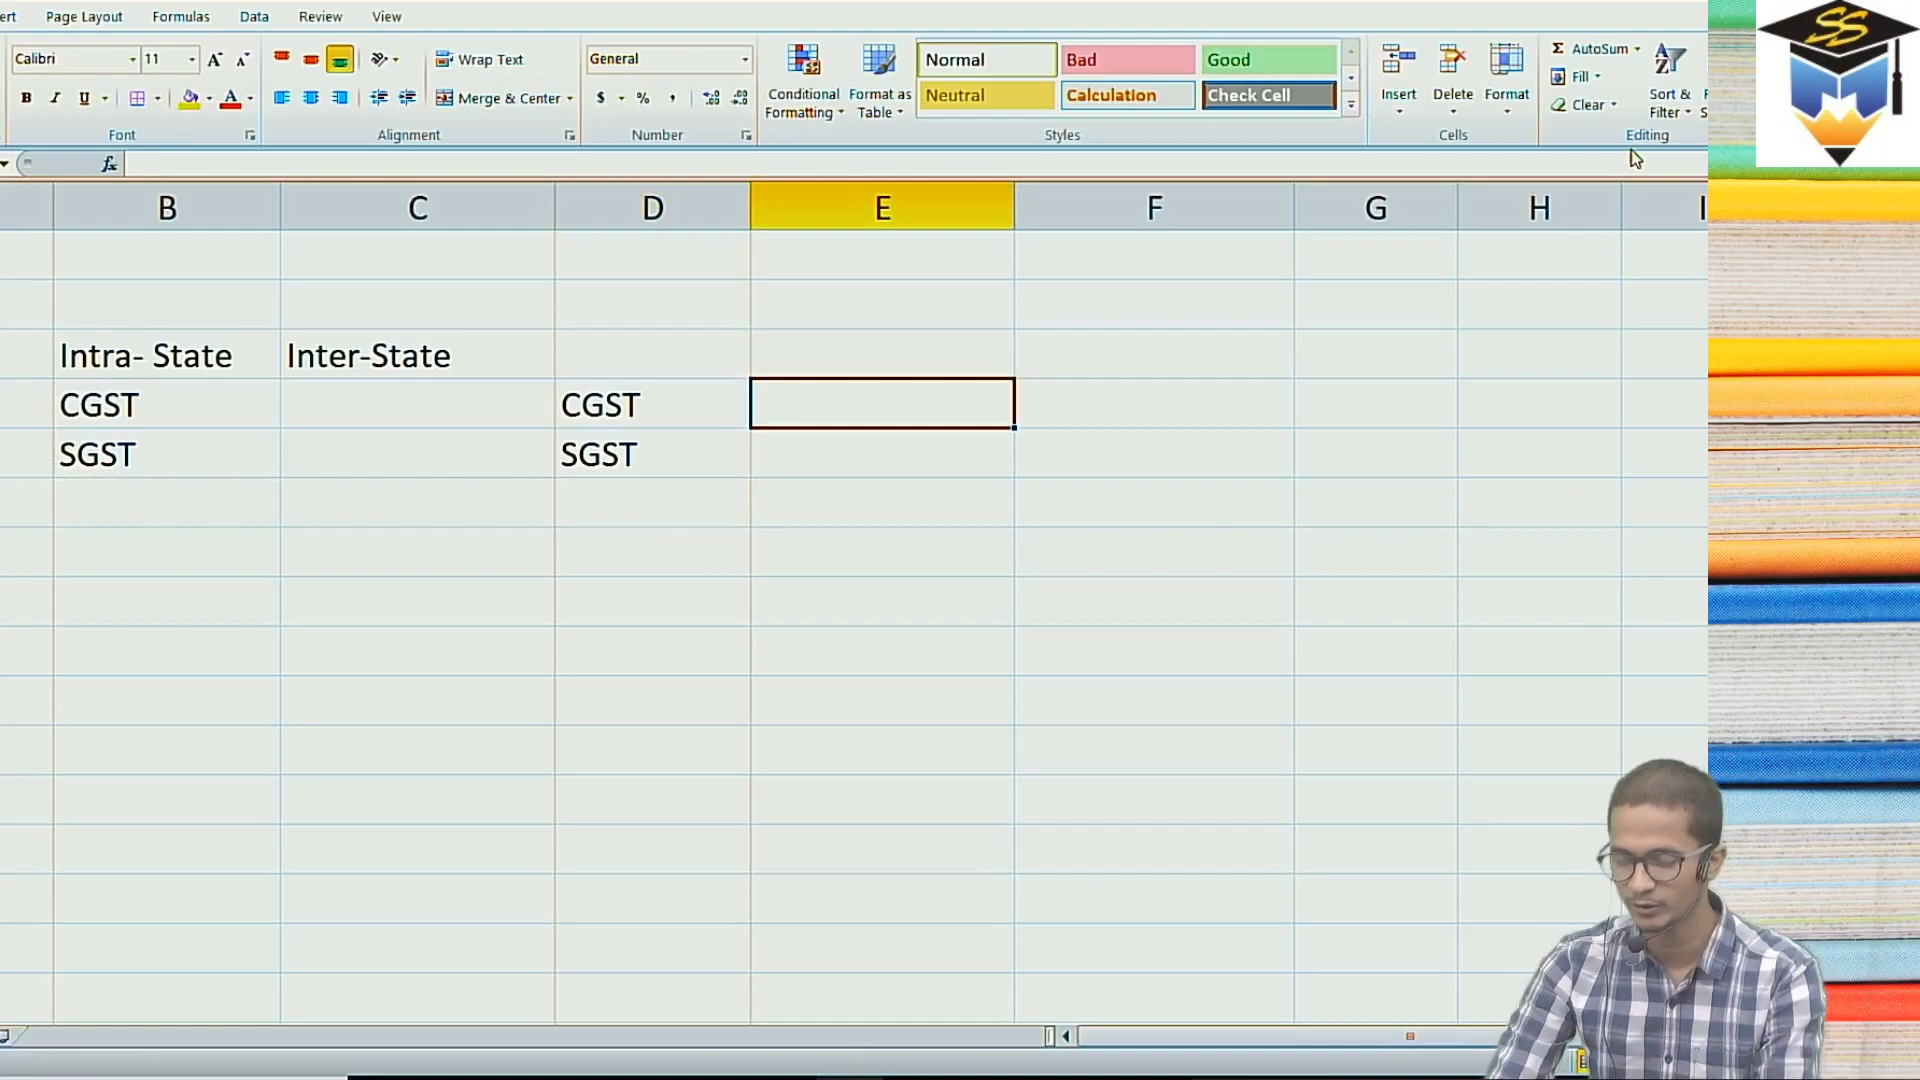 ert Page Layout Formulas Data Review View
Calibri 11 A A Wrap Text General Normal Bad Good AutoSum
B I U A Merge & Center $ % , Conditional Formatting Format as Table Neutral Calculation Check Cell Insert Delete Format Fill Clear Sort & Filter
Font Alignment Number Styles Cells Editing
fx
B C D E F G H I
Intra- State Inter-State
CGST CGST
SGST SGST
SS